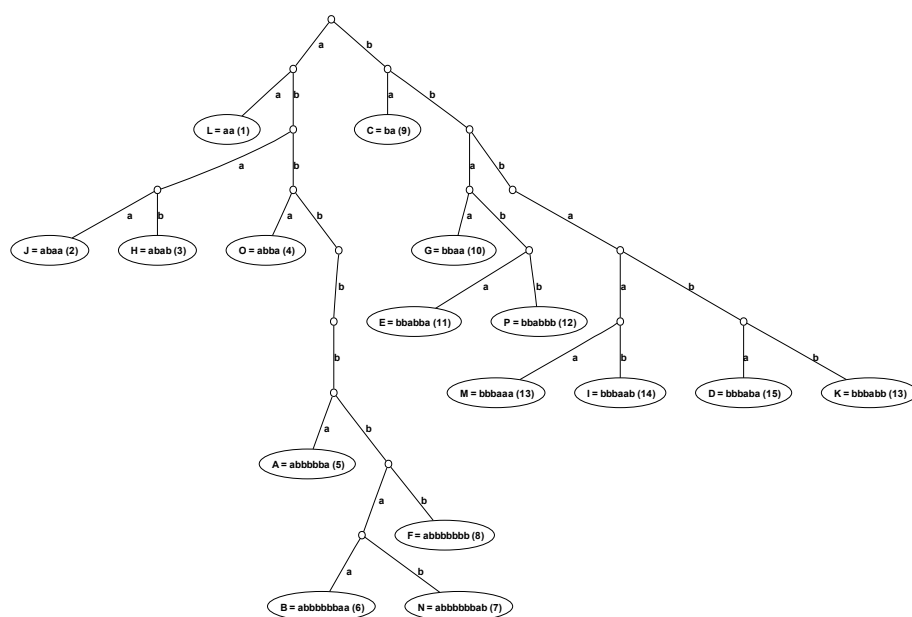 a b
a b a b
L = aa (1) C = ba (9)
a b a b
a b a b a b a
J = abaa (2) H = abab (3) O = abba (4) G = bbaa (10)
b a b a b
E = bbabba (11) P = bbabbb (12)
b a b a b
M = bbbaaa (13) I = bbbaab (14) D = bbbaba (15) K = bbbabb (13)
a b
A = abbbbba (5)
a b
F = abbbbbbb (8)
a b
B = abbbbbbaa (6) N = abbbbbbab (7)